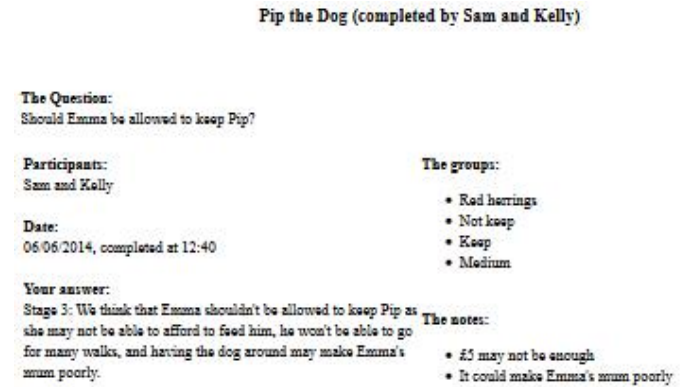 Pip the Dog (completed by Sam and Kelly)
The Question:
Should Emma be allowed to keep Pip?
Participants:
Sam and Kelly
Date:
06/06/2014, completed at 12:40
Your answer:
Stage 3: We think that Emma shouldn't be allowed to keep Pip as
she may not be able to afford to feed him, he won't be able to go
for many walks, and having the dog around may make Emma's
mum poorly.
The groups:
• Red herrings
• Not keep
• Keep
• Medium
The notes:
• £5 may not be enough
• It could make Emma's mum poorly